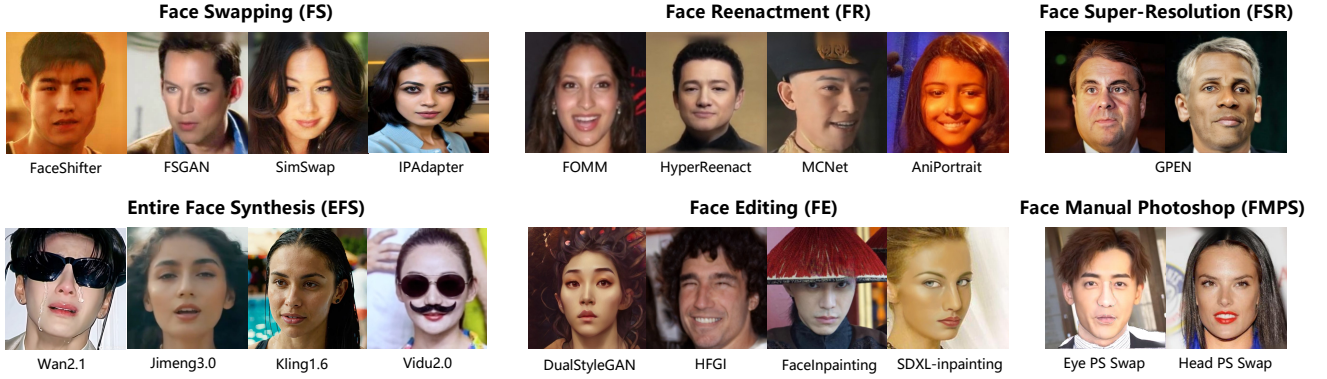 Face Swapping (FS)
Face Reenactment (FR)
Face Super-Resolution (FSR)
FaceShifter
FSGAN
SimSwap
IPAdapter
FOMM
HyperReenact
MCNet
AniPortrait
GPEN
Entire Face Synthesis (EFS)
Face Editing (FE)
Face Manual Photoshop (FMPS)
Wan2.1
Jimeng3.0
Kling1.6
Vidu2.0
DualStyleGAN
HFGI
FaceInpainting
SDXL-inpainting
Eye PS Swap
Head PS Swap